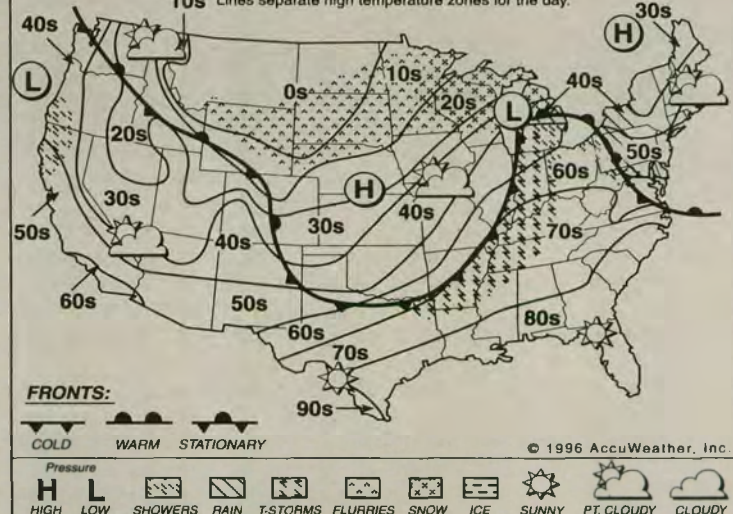 10s Lines separate high temperature zones for the day.
40s
H
30s
L
10s
0s
20s
L
40s
20s
50s
60s
H
30s
40s
30s
50s
40s
70s
60s
50s
60s
80s
70s
90s
FRONTS:
COLD WARM STATIONARY
© 1996 AccuWeather, Inc.
Pressure
H L
HIGH LOW SHOWERS RAIN T-STORMS FLURRIES SNOW ICE SUNNY PT. CLOUDY CLOUDY